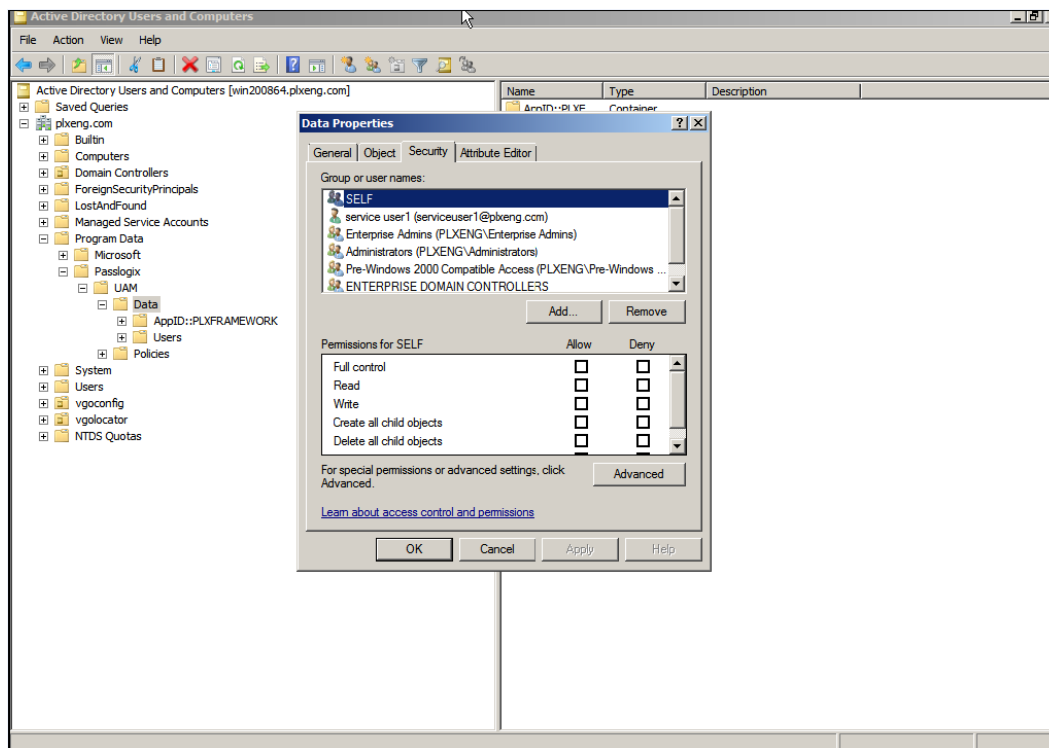 Active Directory Users and Computers
File Action View Help
Active Directory Users and Computers [win200864.plxeng.com]
Saved Queries
plxeng.com
Builtin
Computers
Domain Controllers
ForeignSecurityPrincipals
LostAndFound
Managed Service Accounts
Program Data
Microsoft
Passlogix
UAM
Data
AppID::PLXFRAMEWORK
Users
Policies
System
Users
vgoconfig
vgolocator
NTDS Quotas
Name Type Description
AppID::PLXF... Container
Data Properties
General Object Security Attribute Editor
Group or user names:
SELF
service user1 (serviceuser1@plxeng.com)
Enterprise Admins (PLXENG\Enterprise Admins)
Administrators (PLXENG\Administrators)
Pre-Windows 2000 Compatible Access (PLXENG\Pre-Windows ...
ENTERPRISE DOMAIN CONTROLLERS
Add... Remove
Permissions for SELF Allow Deny
Full control
Read
Write
Create all child objects
Delete all child objects
For special permissions or advanced settings, click
Advanced.
Advanced
Learn about access control and permissions
OK Cancel Apply Help